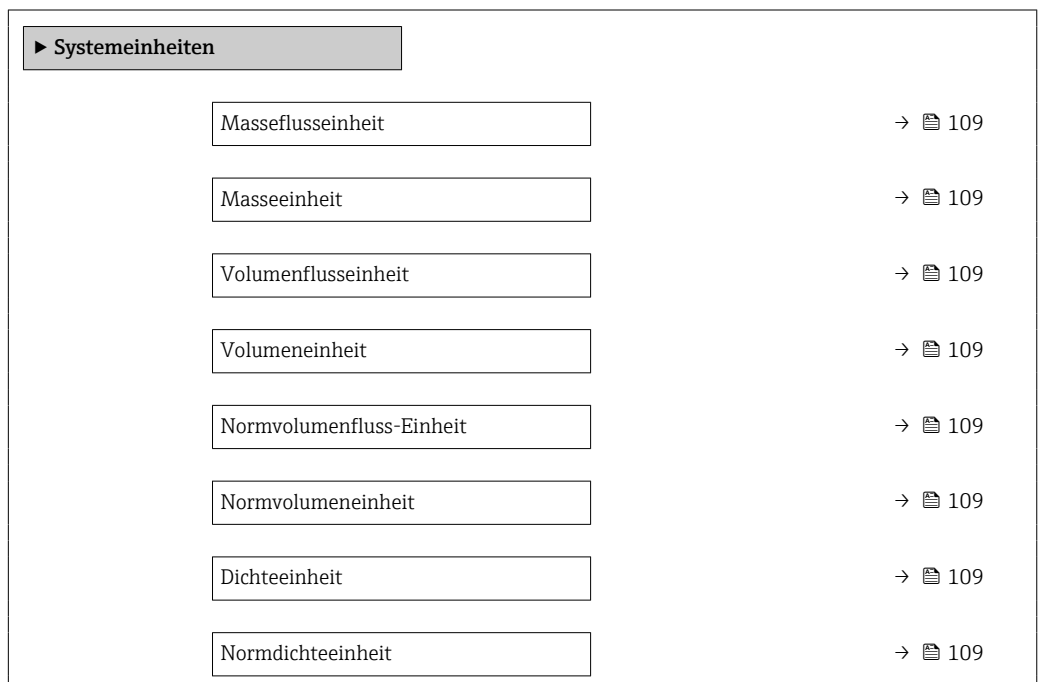 ▶ Systemeinheiten
Masseflusseinheit → 109
Masseeinheit → 109
Volumenflusseinheit → 109
Volumeneinheit → 109
Normvolumenfluss-Einheit → 109
Normvolumeneinheit → 109
Dichteeinheit → 109
Normdichteeinheit → 109